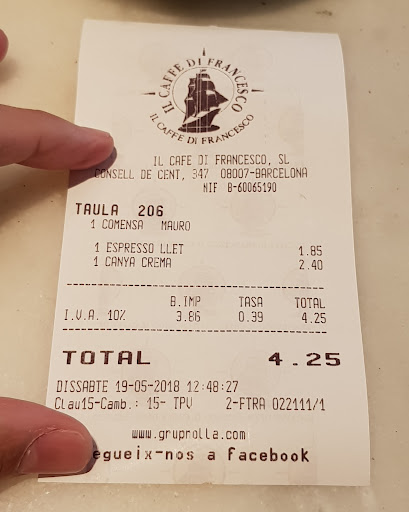 IL CAFFE DI FRANCESCO
IL CAFFE DI FRANCESCO
IL CAFE DI FRANCESCO, SL
CONSELL DE CENT, 347 08007-BARCELONA
NIF B-60065190
TAULA 206
1 COMENSA MAURO
1 ESPRESSO LLET 1.85
1 CANYA CREMA 2.40
B.IMP TASA TOTAL
I.V.A. 10% 3.86 0.39 4.25
TOTAL 4.25
DISSABTE 19-05-2018 12:48:27
Clau15-Camb.: 15- TPV 2-FTRA 022111/1
www.gruprolla.com
egueix-nos a Facebook